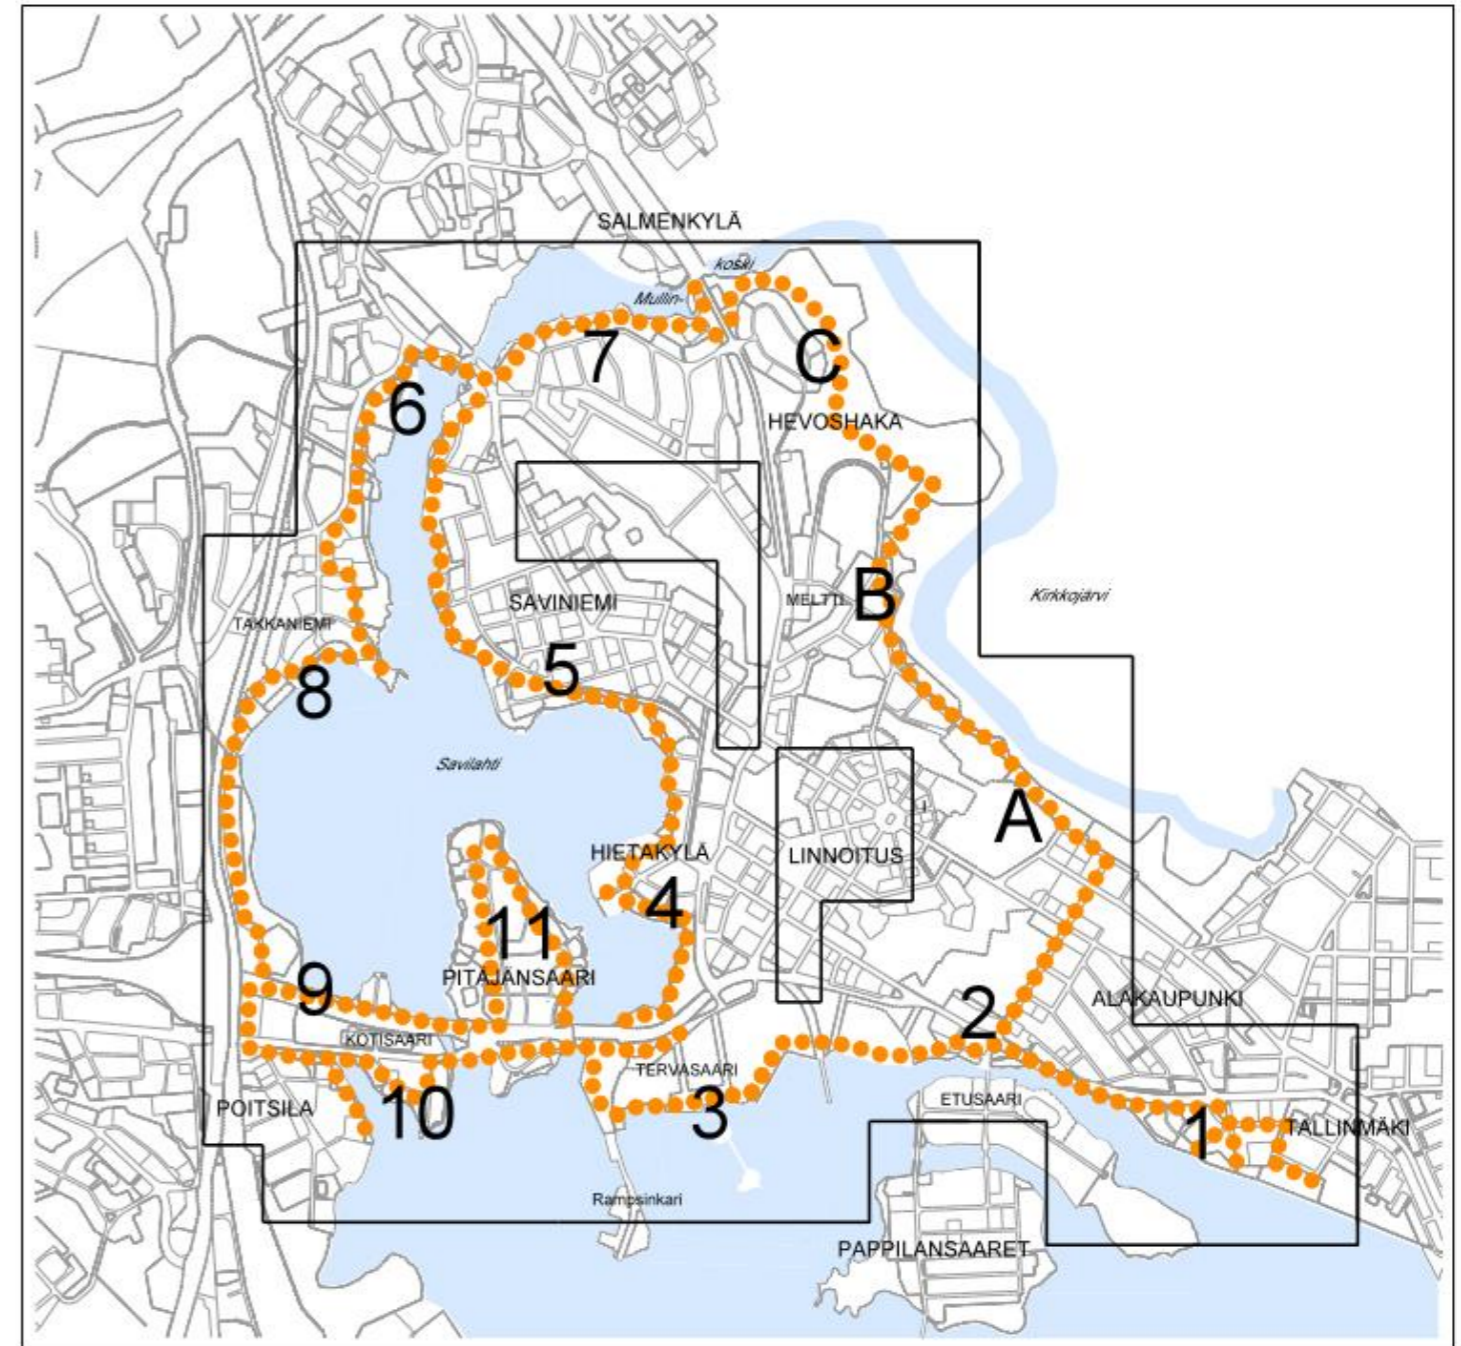 SALMENKYLÄ
koski
Mullin-
7
C
6
HEVOSHAKA
B
MELTTI
SAVINIEMI
Kirkkojärvi
TAKKANIEMI
5
8
Savilahti
A
HIETAKYLÄ
LINNOITUS
4
11
PITÄJÄNSAARI
9
2
ALAKAUPUNKI
KOTISAARI
TERVASAARI
3
ETUSAARI
POITSILA
10
1
TALLINMÄKI
Rampsinkari
PAPPILANSAARET